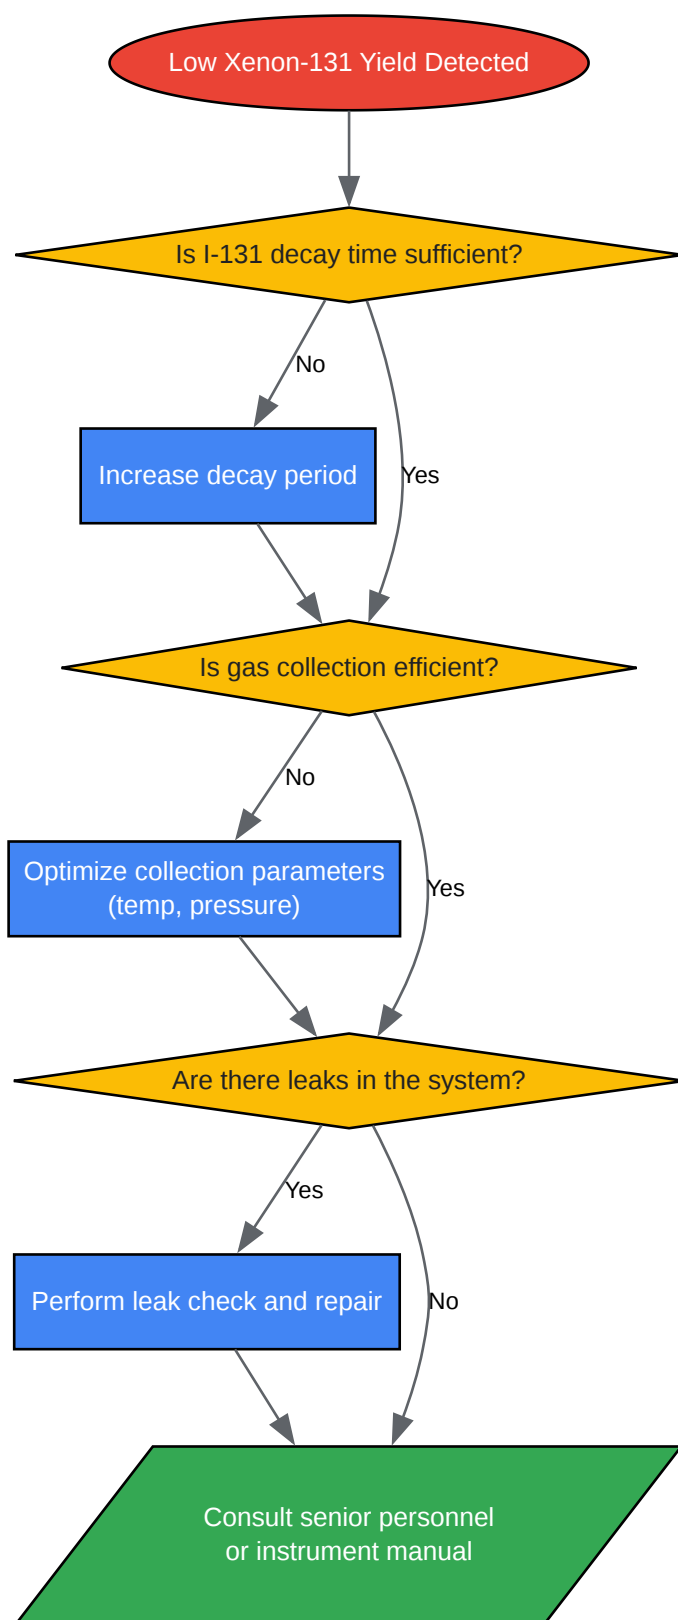 Low Xenon-131 Yield Detected
Is I-131 decay time sufficient?
No
Increase decay period
Yes
Is gas collection efficient?
No
Optimize collection parameters
(temp, pressure)
Yes
Are there leaks in the system?
Yes
Perform leak check and repair
No
Consult senior personnel
or instrument manual